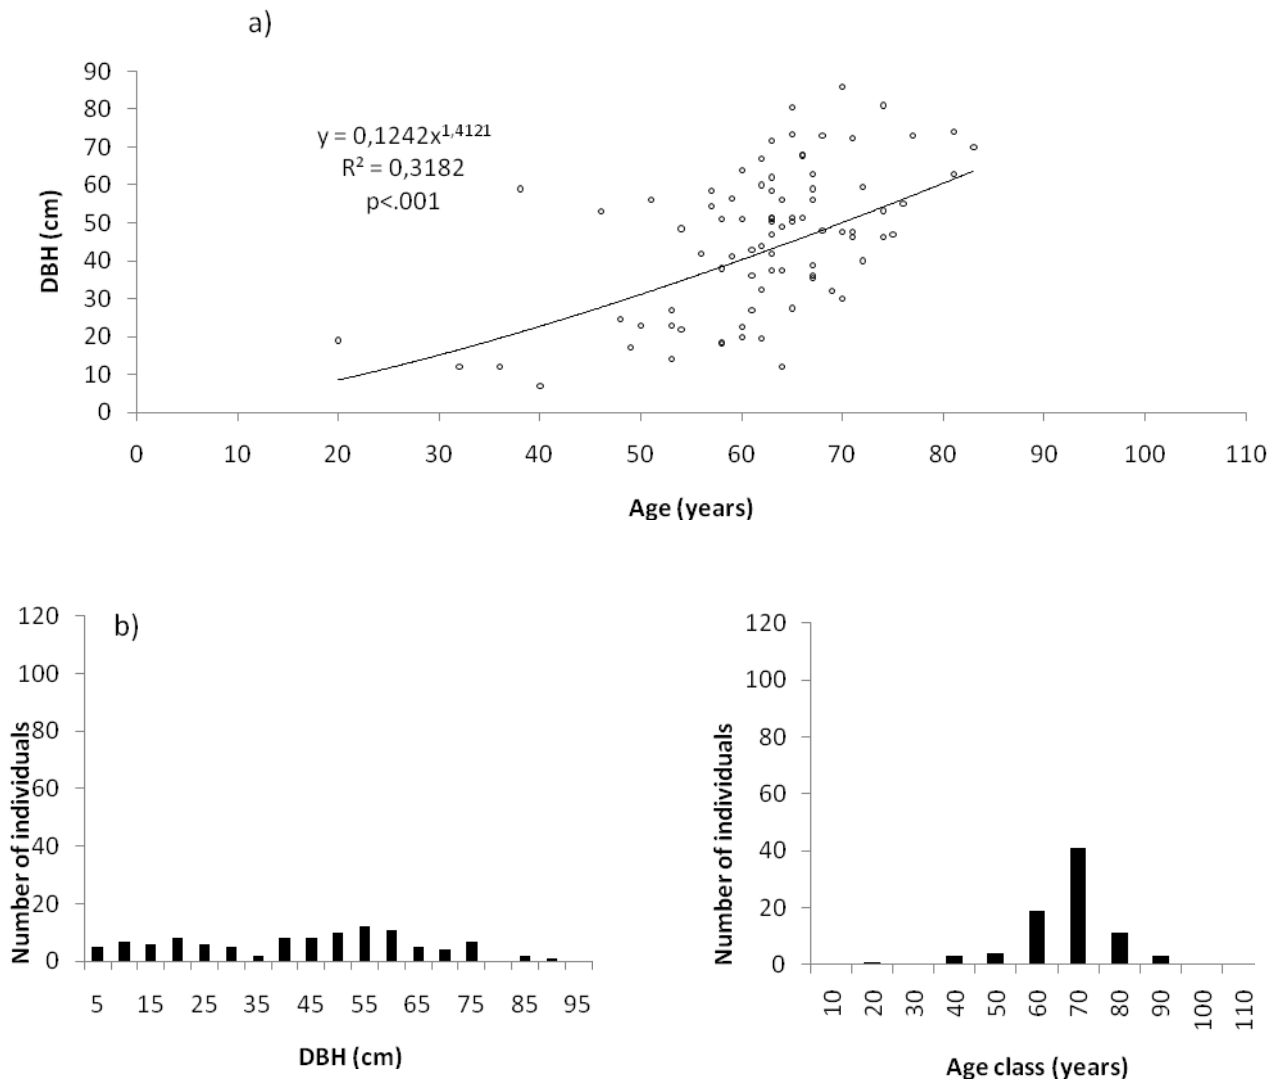 a)
90
80
70
60
50
40
30
20
10
0
DBH (cm)
y = 0,1242x^1,4121
R² = 0,3182
p<.001
0 10 20 30 40 50 60 70 80 90 100 110
Age (years)
b)
120
100
80
60
40
20
0
Number of individuals
5 15 25 35 45 55 65 75 85 95
DBH (cm)
120
100
80
60
40
20
0
Number of individuals
10 20 30 40 50 60 70 80 90 100 110
Age class (years)